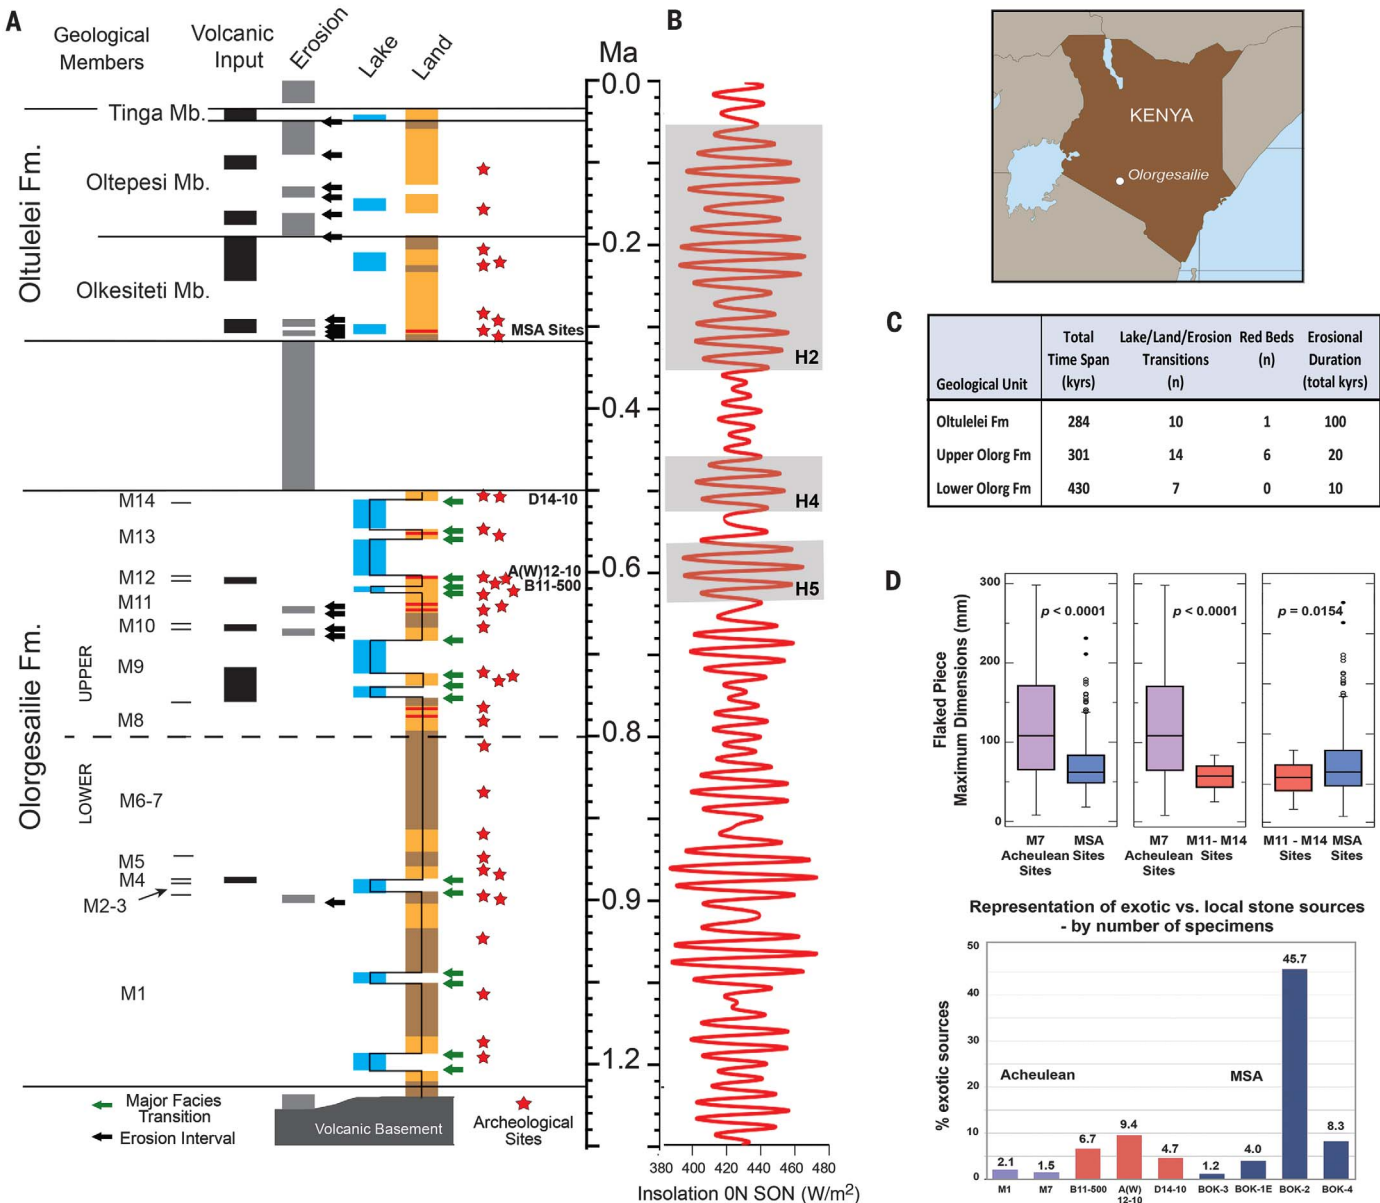 A
Geological
Members
Volcanic
Input
Erosion
Lake
Land
Ma
Oltulelei Fm.
Tinga Mb.
Oltepesi Mb.
Olkesiteti Mb.
MSA Sites
Olorgesailie Fm.
UPPER
LOWER
M14
M13
M12
M11
M10
M9
M8
M6-7
M5
M4
M2-3
M1
D14-10
A(W)12-10
B11-500
0.0
0.2
0.4
0.6
0.8
0.9
1.2
Major Facies
Transition
Erosion Interval
Volcanic Basement
Archeological
Sites
B
H2
H4
H5
380 400 420 440 460 480
Insolation 0N SON (W/m2)
KENYA
Olorgesailie
C
Geological Unit
Total
Time Span
(kyrs)
Lake/Land/Erosion
Transitions
(n)
Red Beds
(n)
Erosional
Duration
(total kyrs)
Oltulelei Fm 284 10 1 100
Upper Olorg Fm 301 14 6 20
Lower Olorg Fm 430 7 0 10
D
Flaked Piece
Maximum Dimensions (mm)
300
200
100
0
p < 0.0001
p < 0.0001
p = 0.0154
M7
Acheulean
Sites
MSA
Sites
M7
Acheulean
Sites
M11- M14
Sites
M11 - M14
Sites
MSA
Sites
Representation of exotic vs. local stone sources
- by number of specimens
% exotic sources
50
40
30
20
10
0
Acheulean
MSA
2.1
1.5
6.7
9.4
4.7
1.2
4.0
45.7
8.3
M1
M7
B11-500
A(W)
12-10
D14-10
BOK-3
BOK-1E
BOK-2
BOK-4